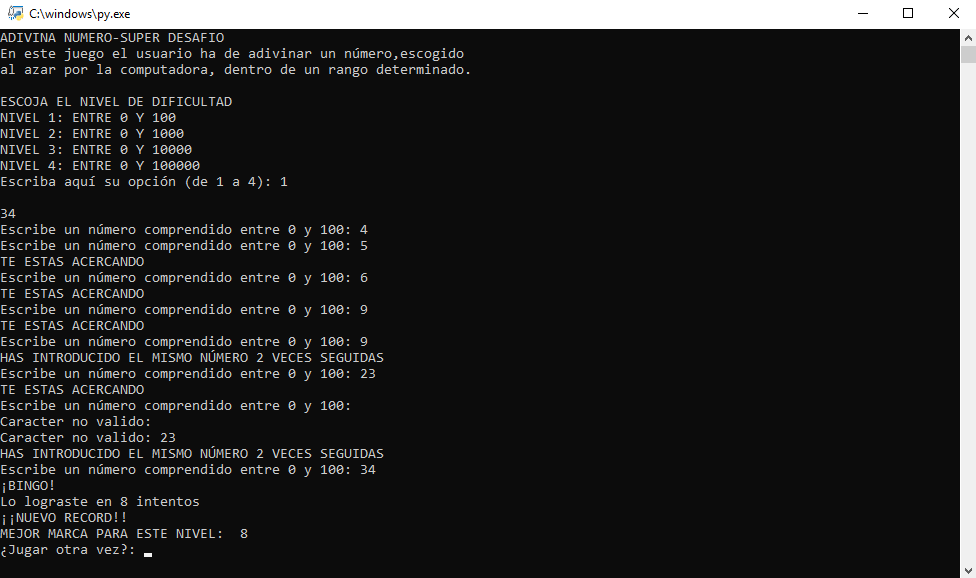 C:\windows\py.exe
ADIVINA NUMERO-SUPER DESAFIO
En este juego el usuario ha de adivinar un número,escogido
al azar por la computadora, dentro de un rango determinado.
ESCOJA EL NIVEL DE DIFICULTAD
NIVEL 1: ENTRE 0 Y 100
NIVEL 2: ENTRE 0 Y 1000
NIVEL 3: ENTRE 0 Y 10000
NIVEL 4: ENTRE 0 Y 100000
Escriba aquí su opción (de 1 a 4): 1
34
Escribe un número comprendido entre 0 y 100: 4
Escribe un número comprendido entre 0 y 100: 5
TE ESTAS ACERCANDO
Escribe un número comprendido entre 0 y 100: 6
TE ESTAS ACERCANDO
Escribe un número comprendido entre 0 y 100: 9
TE ESTAS ACERCANDO
Escribe un número comprendido entre 0 y 100: 9
HAS INTRODUCIDO EL MISMO NÚMERO 2 VECES SEGUIDAS
Escribe un número comprendido entre 0 y 100: 23
TE ESTAS ACERCANDO
Escribe un número comprendido entre 0 y 100:
Caracter no valido:
Caracter no valido: 23
HAS INTRODUCIDO EL MISMO NÚMERO 2 VECES SEGUIDAS
Escribe un número comprendido entre 0 y 100: 34
¡BINGO!
Lo lograste en 8 intentos
¡¡NUEVO RECORD!!
MEJOR MARCA PARA ESTE NIVEL:  8
¿Jugar otra vez?: